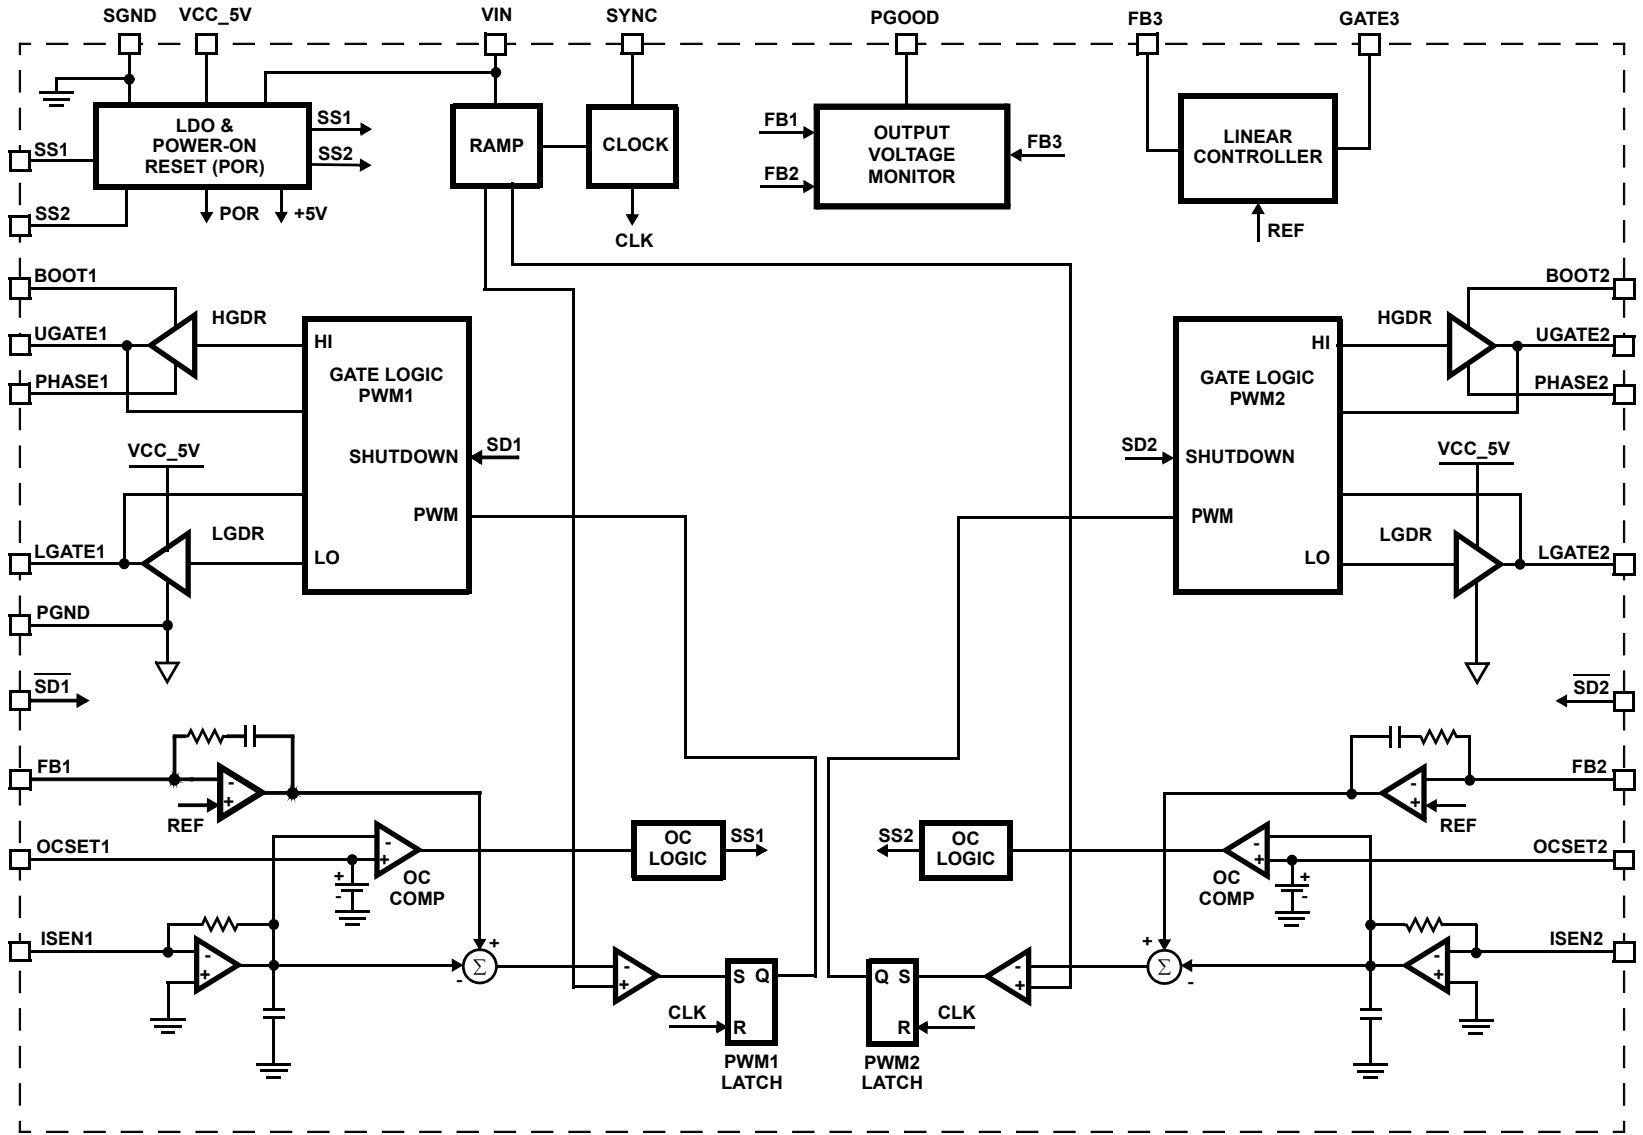 SGND
VCC_5V
VIN
SYNC
PGOOD
FB3
GATE3
SS1
SS2
LDO &
POWER-ON
RESET (POR)
SS1
SS2
POR
+5V
RAMP
CLOCK
CLK
FB1
FB2
OUTPUT
VOLTAGE
MONITOR
FB3
LINEAR
CONTROLLER
REF
BOOT1
UGATE1
PHASE1
HGDR
HI
GATE LOGIC
PWM1
SHUTDOWN
SD1
PWM
LO
VCC_5V
LGDR
LGATE1
PGND
BOOT2
UGATE2
PHASE2
HGDR
HI
GATE LOGIC
PWM2
SD2
SHUTDOWN
PWM
LO
VCC_5V
LGDR
LGATE2
SD1
SD2
FB1
-
+
REF
OCSET1
-
+
+
-
OC
COMP
OC
LOGIC
SS1
ISEN1
-
+
+
Σ
-
-
+
S Q
R
CLK
PWM1
LATCH
FB2
-
+
REF
OCSET2
-
+
+
-
OC
COMP
SS2
OC
LOGIC
ISEN2
-
+
+
Σ
-
-
+
Q S
R
CLK
PWM2
LATCH